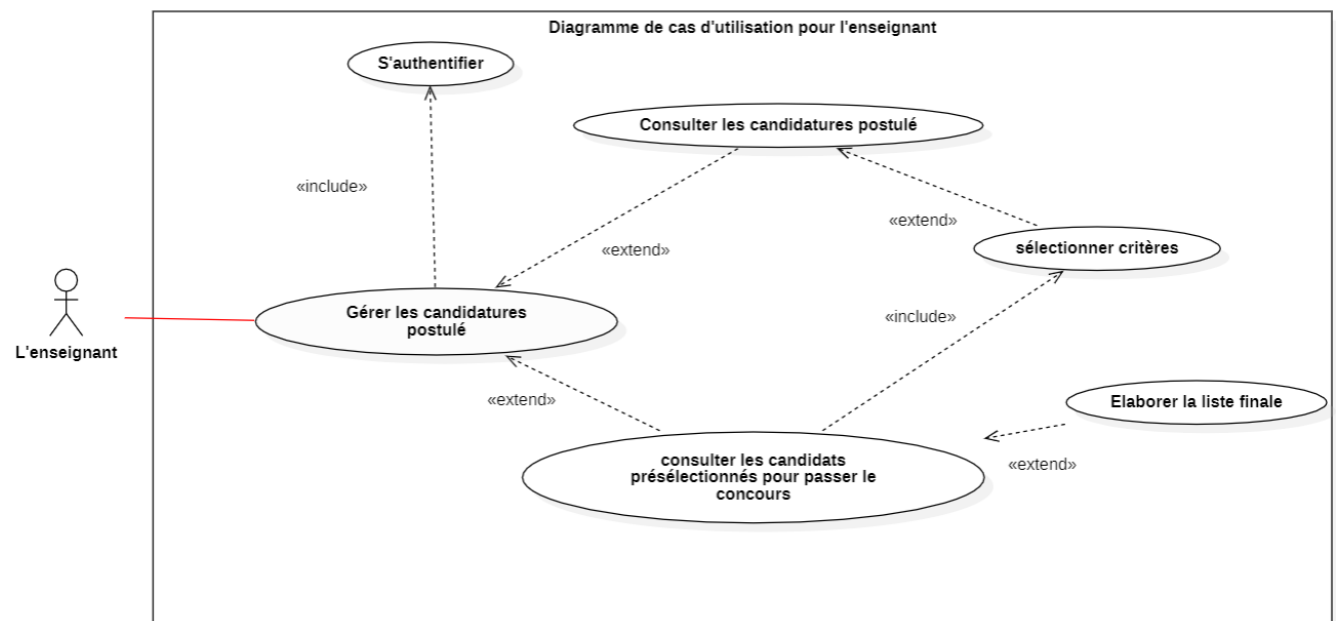 Diagramme de cas d'utilisation pour l'enseignant
S'authentifier
Consulter les candidatures postulé
«include»
«extend»
«extend»
sélectionner critères
Gérer les candidatures
postulé
«include»
L'enseignant
«extend»
Elaborer la liste finale
consulter les candidats
présélectionnés pour passer le
concours
«extend»